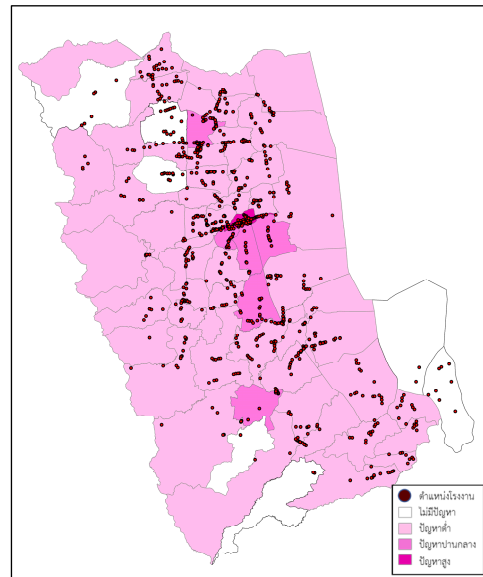 ตำแหน่งโรงงาน
ไม่มีปัญหา
ปัญหาต่ำ
ปัญหาปานกลาง
ปัญหาสูง